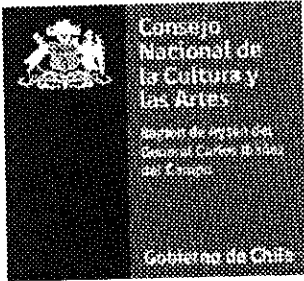 Consejo
Nacional de
la Cultura y
las Artes
Región de Aysén del
General Carlos Ibáñez
del Campo
Gobierno de Chile